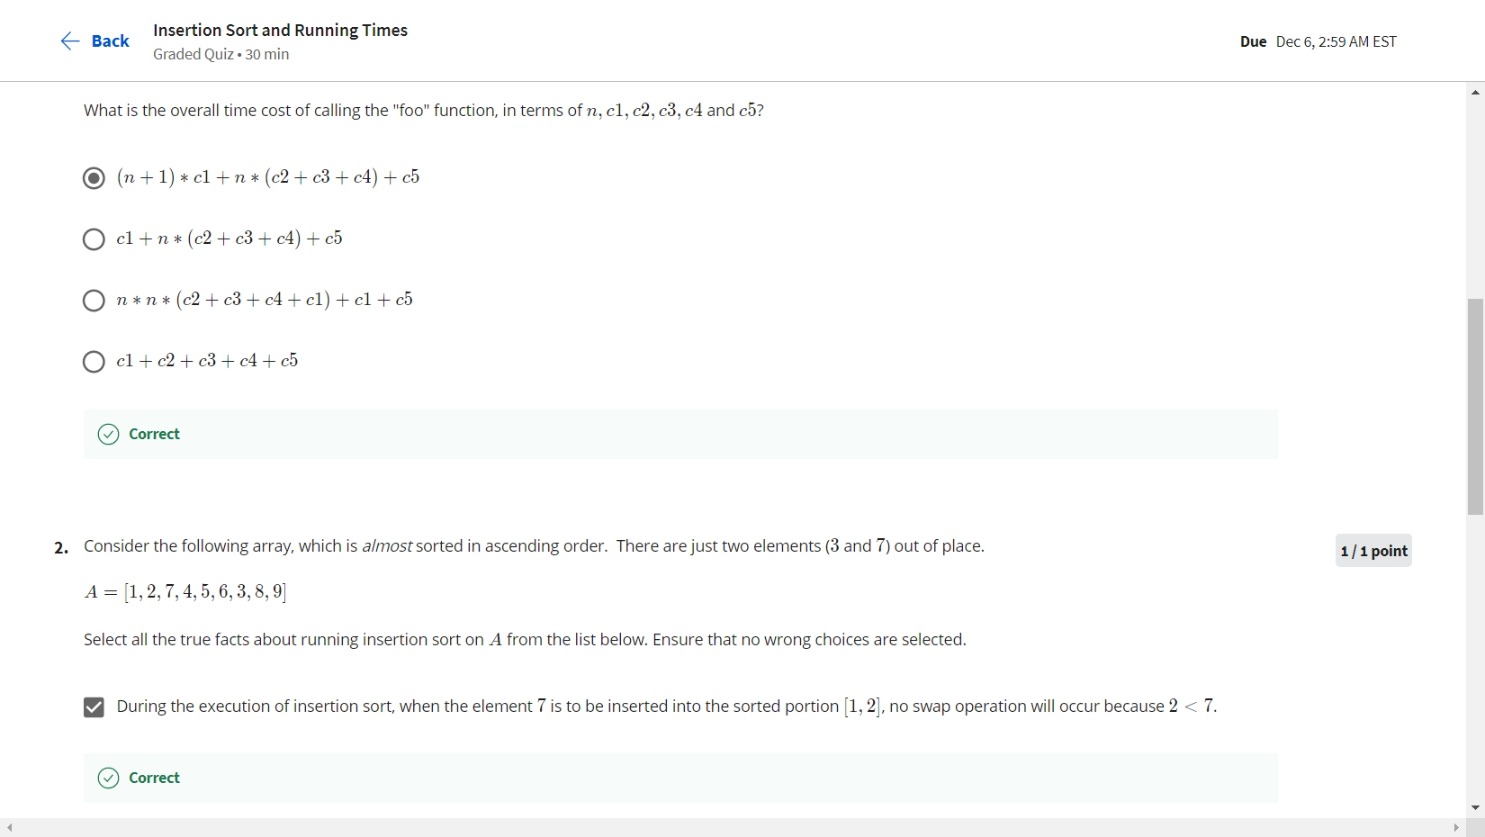 Back
Insertion Sort and Running Times
Graded Quiz • 30 min
Due Dec 6, 2:59 AM EST
What is the overall time cost of calling the "foo" function, in terms of n, c1, c2, c3, c4 and c5?
(n + 1) ∗ c1 + n ∗ (c2 + c3 + c4) + c5
c1 + n ∗ (c2 + c3 + c4) + c5
n ∗ n ∗ (c2 + c3 + c4 + c1) + c1 + c5
c1 + c2 + c3 + c4 + c5
Correct
2. Consider the following array, which is almost sorted in ascending order. There are just two elements (3 and 7) out of place.
1 / 1 point
A = [1, 2, 7, 4, 5, 6, 3, 8, 9]
Select all the true facts about running insertion sort on A from the list below. Ensure that no wrong choices are selected.
During the execution of insertion sort, when the element 7 is to be inserted into the sorted portion [1, 2], no swap operation will occur because 2 < 7.
Correct